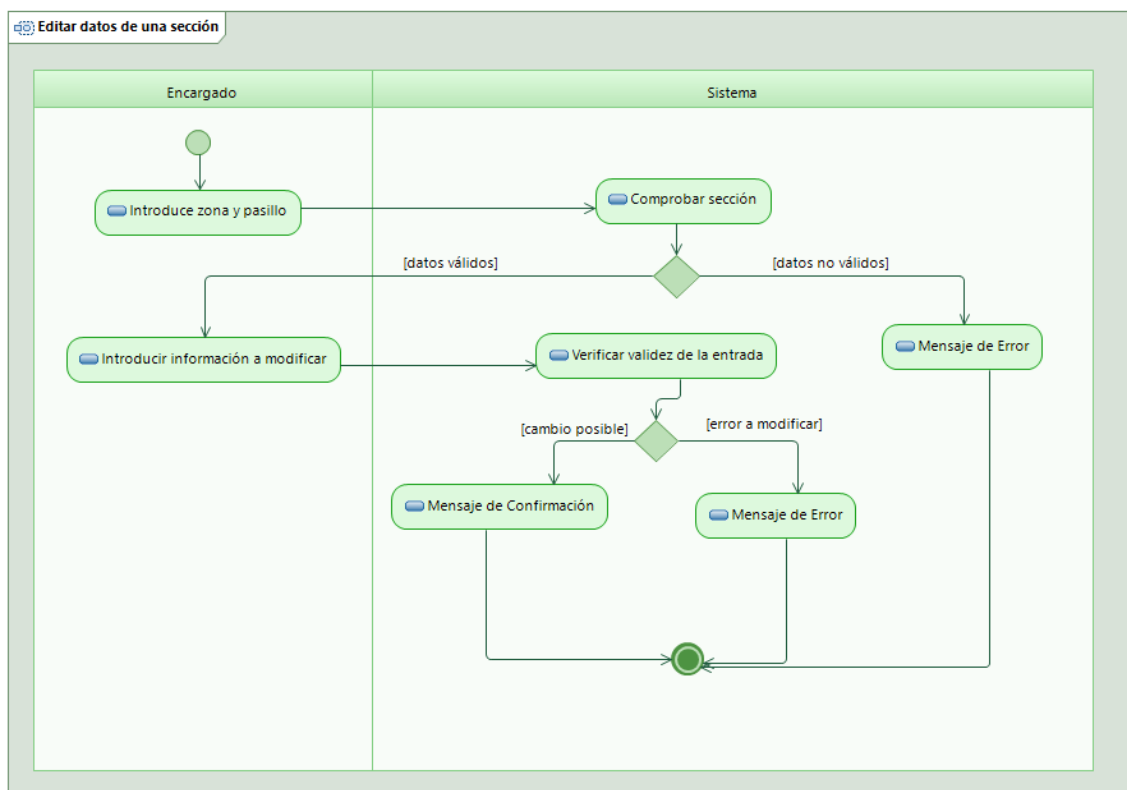 Editar datos de una sección
Encargado
Sistema
Introduce zona y pasillo
Comprobar sección
[datos válidos]
[datos no válidos]
Introducir información a modificar
Verificar validez de la entrada
Mensaje de Error
[cambio posible]
[error a modificar]
Mensaje de Confirmación
Mensaje de Error